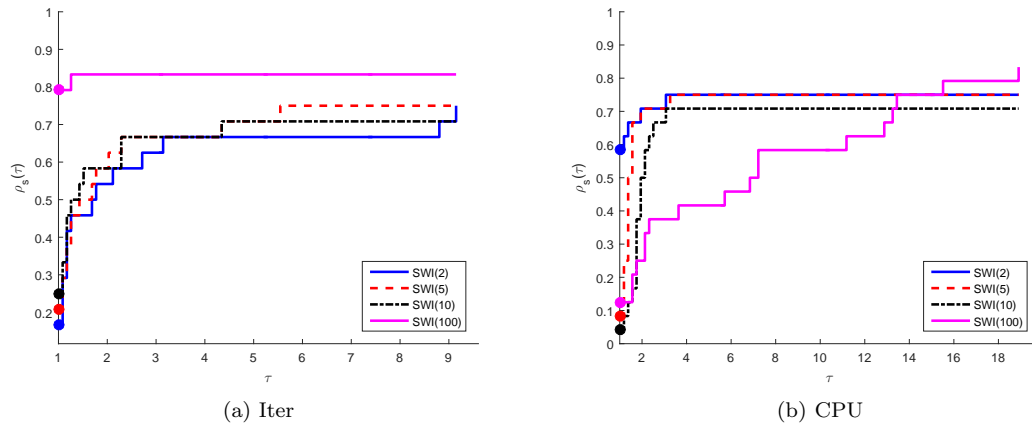 1
0.9
0.8
0.7
0.6
0.5
0.4
0.3
0.2
ρs(τ)
1 2 3 4 5 6 7 8 9
τ
SWI(2)
SWI(5)
SWI(10)
SWI(100)
(a) Iter
1
0.9
0.8
0.7
0.6
0.5
0.4
0.3
0.2
0.1
0
ρs(τ)
2 4 6 8 10 12 14 16 18
τ
SWI(2)
SWI(5)
SWI(10)
SWI(100)
(b) CPU